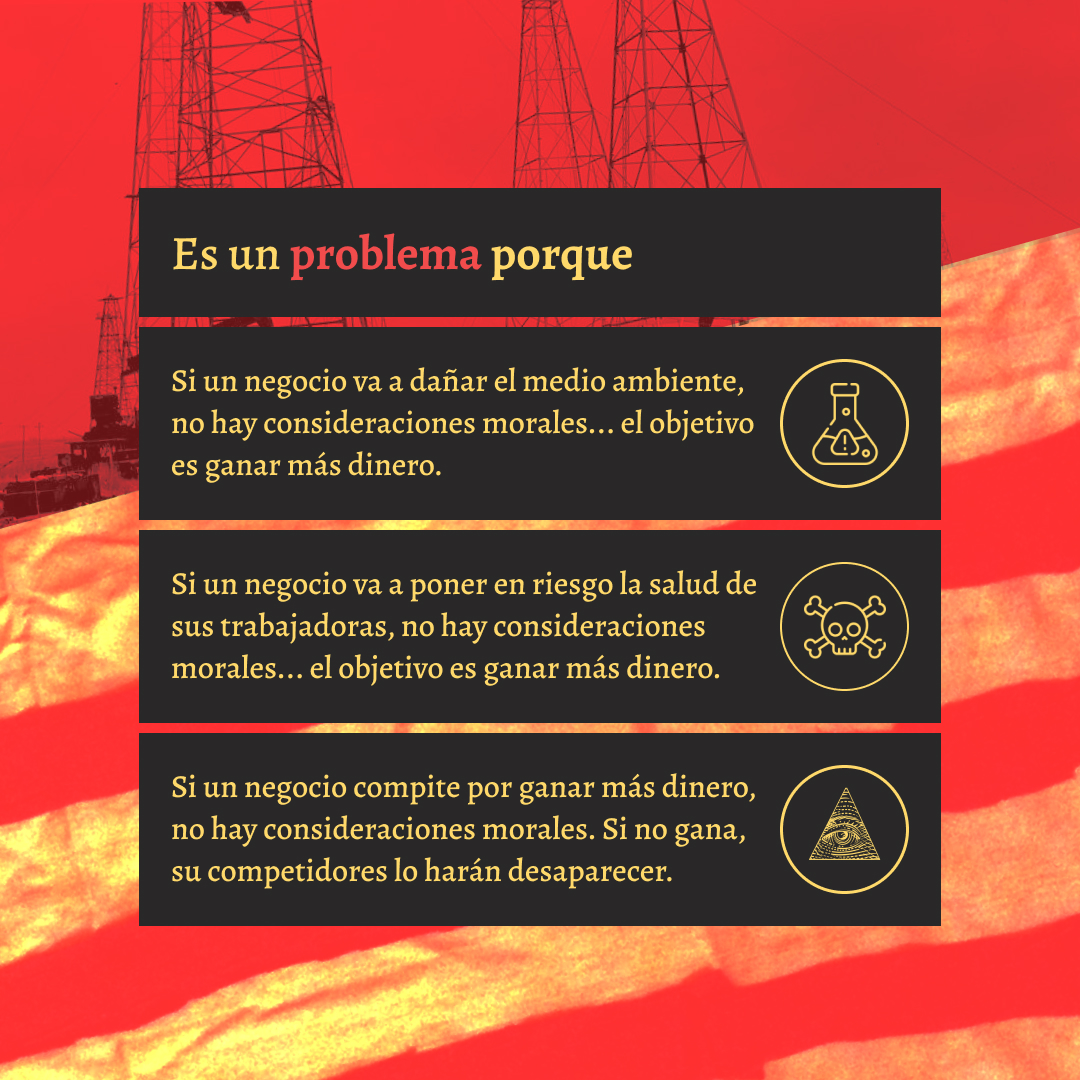 Es un problema porque
Si un negocio va a dañar el medio ambiente,
no hay consideraciones morales... el objetivo
es ganar más dinero.
Si un negocio va a poner en riesgo la salud de
sus trabajadoras, no hay consideraciones
morales... el objetivo es ganar más dinero.
Si un negocio compite por ganar más dinero,
no hay consideraciones morales. Si no gana,
su competidores lo harán desaparecer.